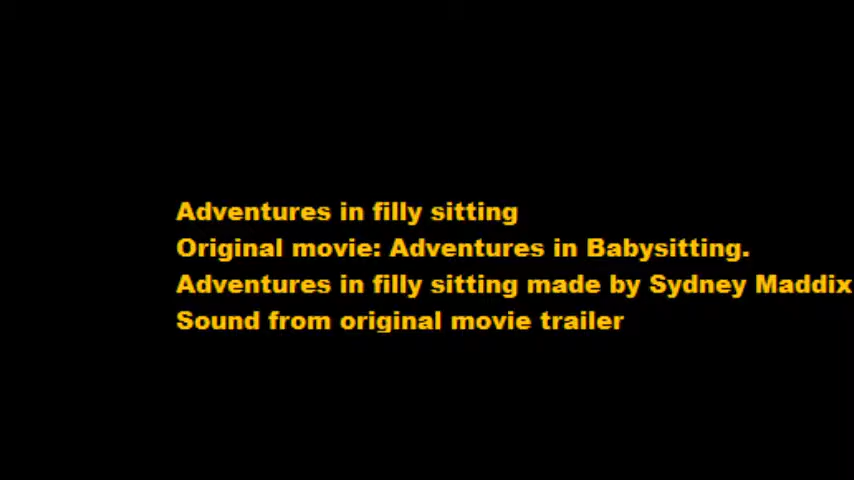 Adventures in filly sitting
Original movie: Adventures in Babysitting.
Adventures in filly sitting made by Sydney Maddix
Sound from original movie trailer